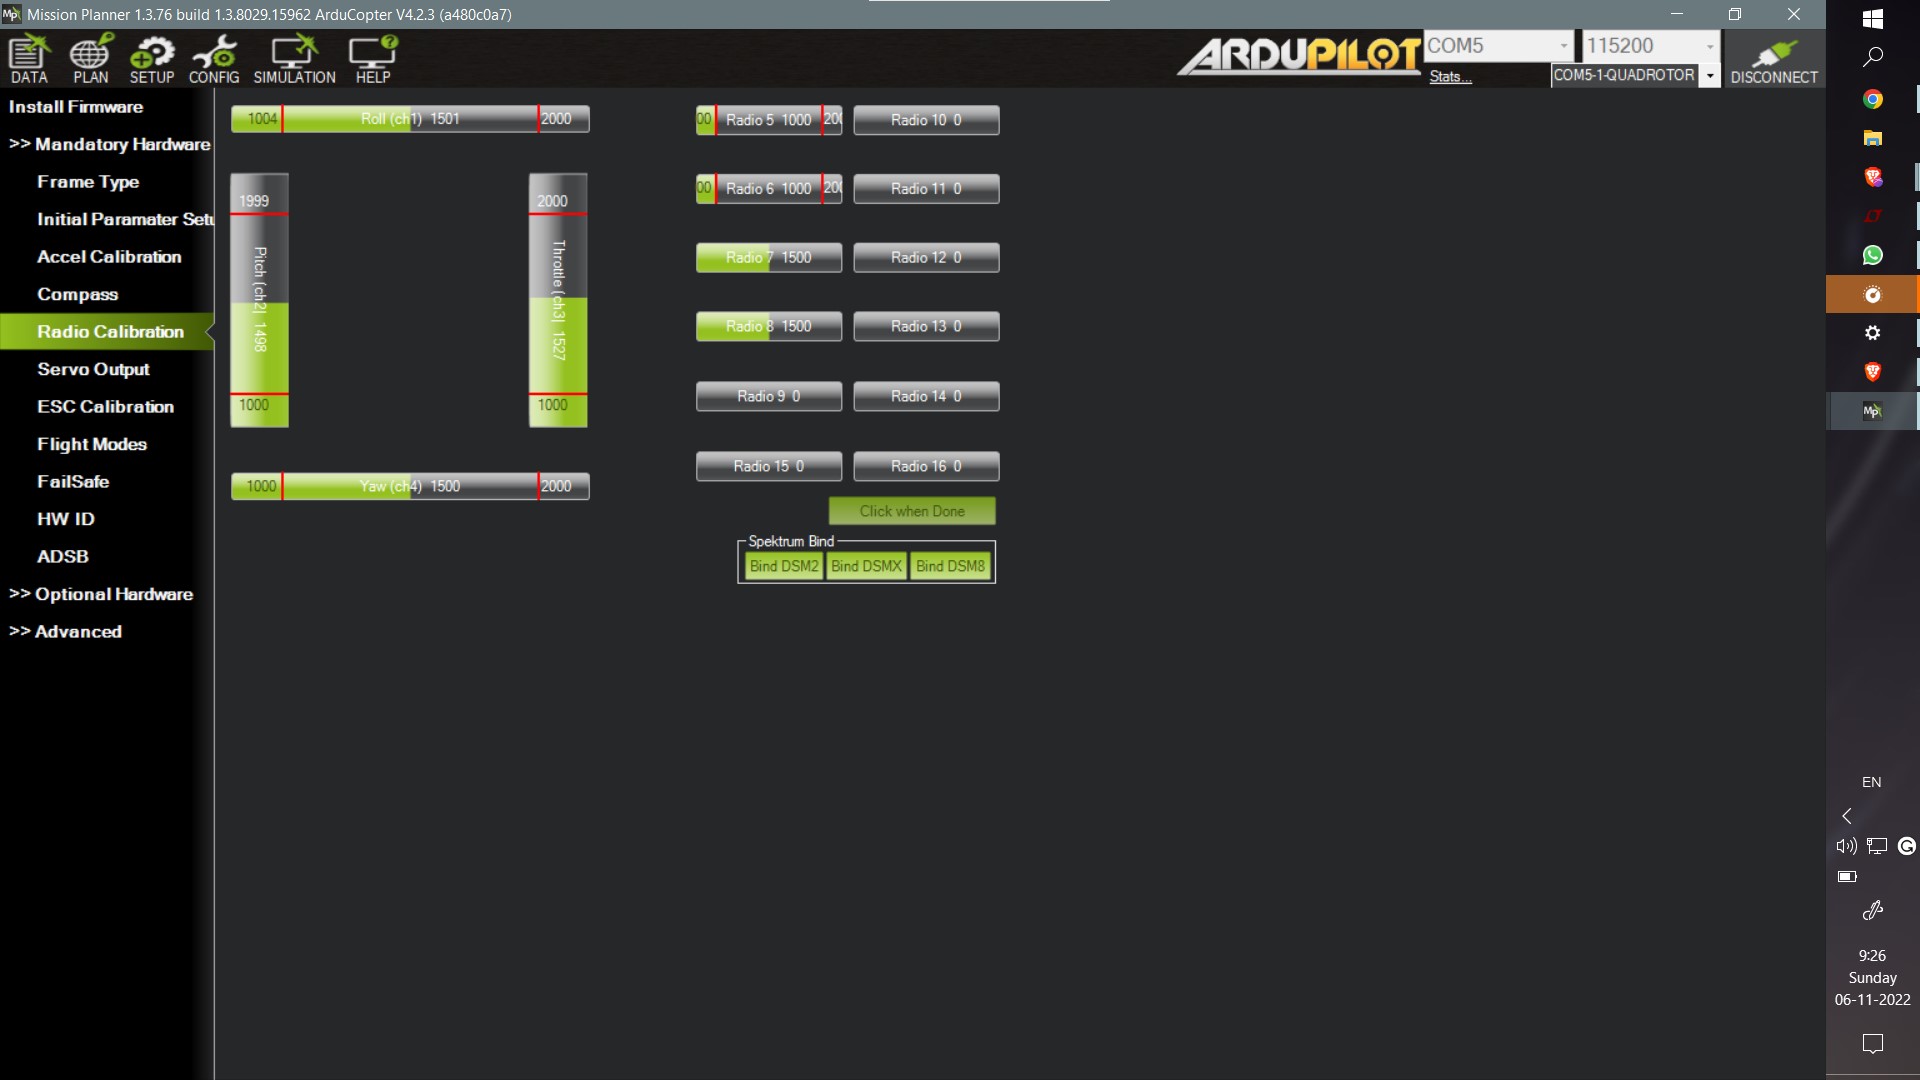 Mission Planner 1.3.76 build 1.3.8029.15962 ArduCopter V4.2.3 (a480c0a7)
DATA PLAN SETUP CONFIG SIMULATION HELP
ARDUPILOT
COM5 115200
Stats... COM5-1-QUADROTOR
DISCONNECT
Install Firmware
>> Mandatory Hardware
Frame Type
Initial Paramater Setu
Accel Calibration
Compass
Radio Calibration
Servo Output
ESC Calibration
Flight Modes
FailSafe
HW ID
ADSB
>> Optional Hardware
>> Advanced
1004 Roll (ch1) 1501 2000
1999
Pitch (ch2) 1498
1000
2000
Throttle (ch3) 1527
1000
1000 Yaw (ch4) 1500 2000
00 Radio 5 1000 200
Radio 10 0
00 Radio 6 1000 200
Radio 11 0
Radio 7 1500
Radio 12 0
Radio 8 1500
Radio 13 0
Radio 9 0
Radio 14 0
Radio 15 0
Radio 16 0
Click when Done
Spektrum Bind
Bind DSM2 Bind DSMX Bind DSM8
EN
9:26
Sunday
06-11-2022